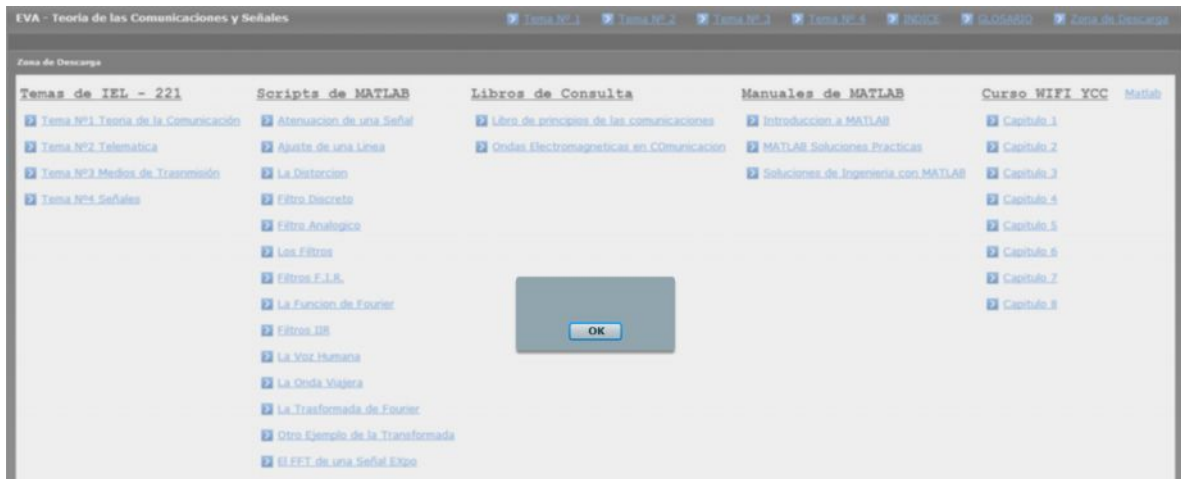 EVA - Teoria de las Comunicaciones y Señales
Tema Nº 1 Tema Nº 2 Tema Nº 3 Tema Nº 4 INDICE GLOSARIO Zona de Descarga
Zona de Descarga
Temas de IEL - 221
Tema Nº1 Teoria de la Comunicación
Tema Nº2 Telematica
Tema Nº3 Medios de Trasnmisión
Tema Nº4 Señales
Scripts de MATLAB
Atenuacion de una Señal
Ajuste de una Linea
La Distorcion
Filtro Discreto
Filtro Analogico
Los Filtros
Filtros F.I.R.
La Funcion de Fourier
Filtros IIR
La Voz Humana
La Onda Viajera
La Trasformada de Fourier
Otro Ejemplo de la Transformada
El FFT de una Señal EXpo
Libros de Consulta
Libro de principios de las comunicaciones
Ondas Electromagneticas en COmunicacion
Manuales de MATLAB
Introduccion a MATLAB
MATLAB Soluciones Practicas
Soluciones de Ingenieria con MATLAB
Curso WIFI YCC
Capitulo 1
Capitulo 2
Capitulo 3
Capitulo 4
Capitulo 5
Capitulo 6
Capitulo 7
Capitulo 8
Matlab
OK